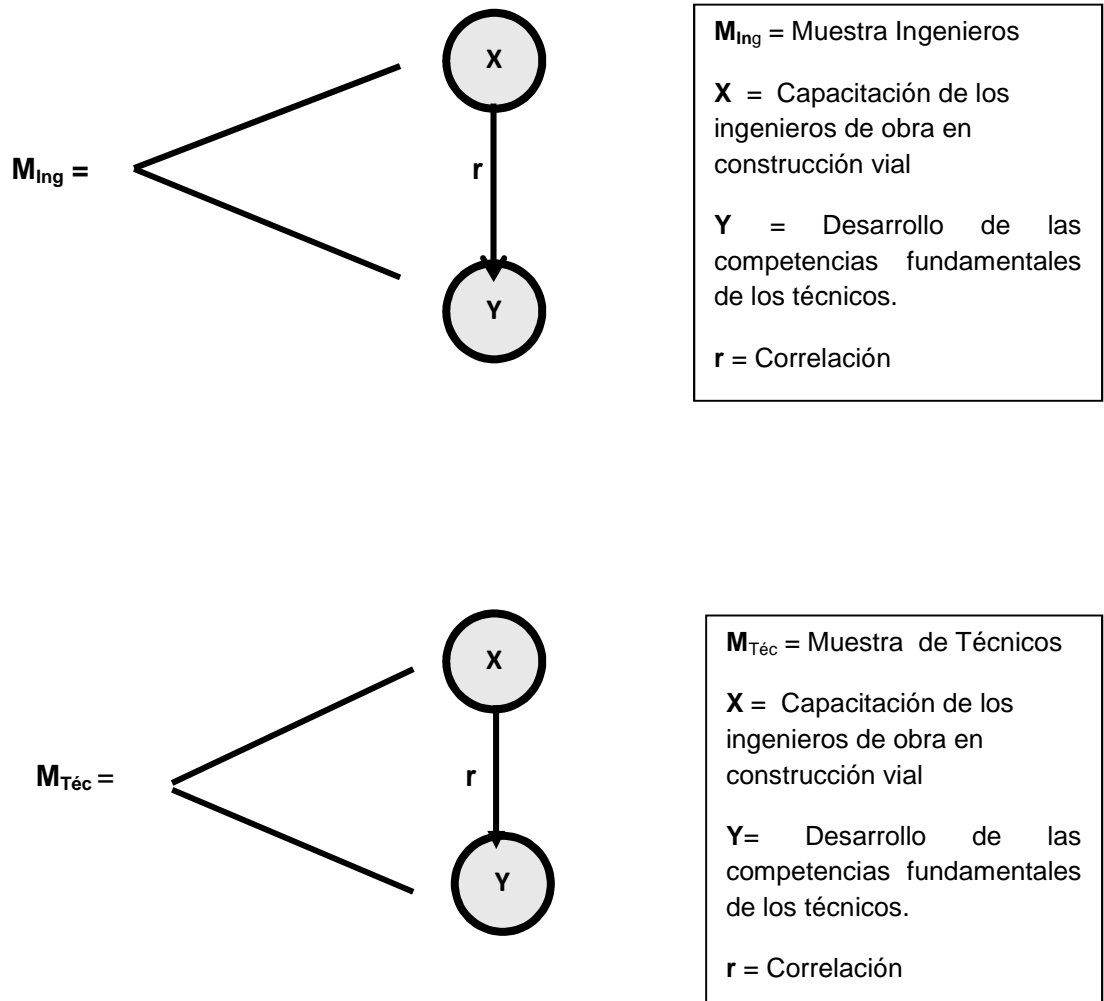 X
M_Ing =
r
Y
M_Ing = Muestra Ingenieros
X = Capacitación de los
ingenieros de obra en
construcción vial
Y = Desarrollo de las
competencias fundamentales
de los técnicos.
r = Correlación
X
M_Téc =
r
Y
M_Téc = Muestra de Técnicos
X = Capacitación de los
ingenieros de obra en
construcción vial
Y= Desarrollo de las
competencias fundamentales
de los técnicos.
r = Correlación